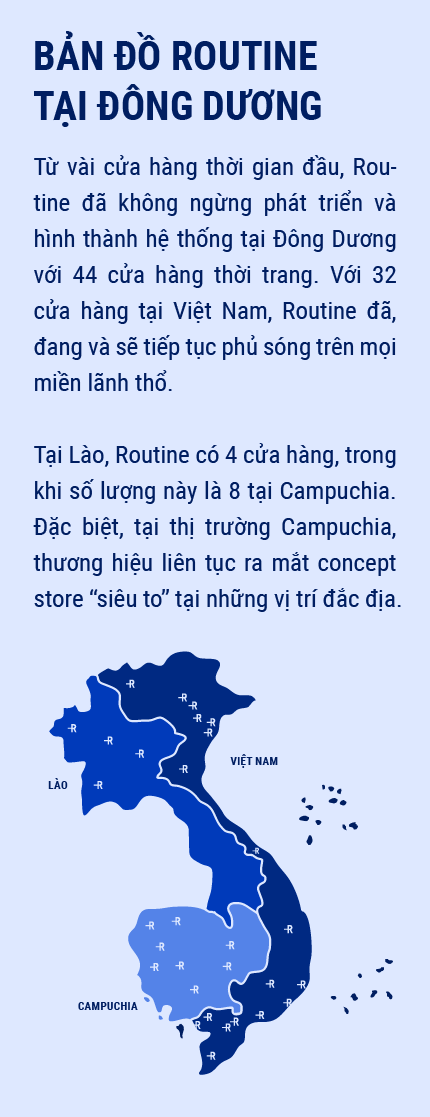 BẢN ĐỒ ROUTINE
TẠI ĐÔNG DƯƠNG
Từ vài cửa hàng thời gian đầu, Rou-
tine đã không ngừng phát triển và
hình thành hệ thống tại Đông Dương
với 44 cửa hàng thời trang. Với 32
cửa hàng tại Việt Nam, Routine đã,
đang và sẽ tiếp tục phủ sóng trên mọi
miền lãnh thổ.
Tại Lào, Routine có 4 cửa hàng, trong
khi số lượng này là 8 tại Campuchia.
Đặc biệt, tại thị trường Campuchia,
thương hiệu liên tục ra mắt concept
store “siêu to” tại những vị trí đắc địa.
VIỆT NAM
LÀO
CAMPUCHIA